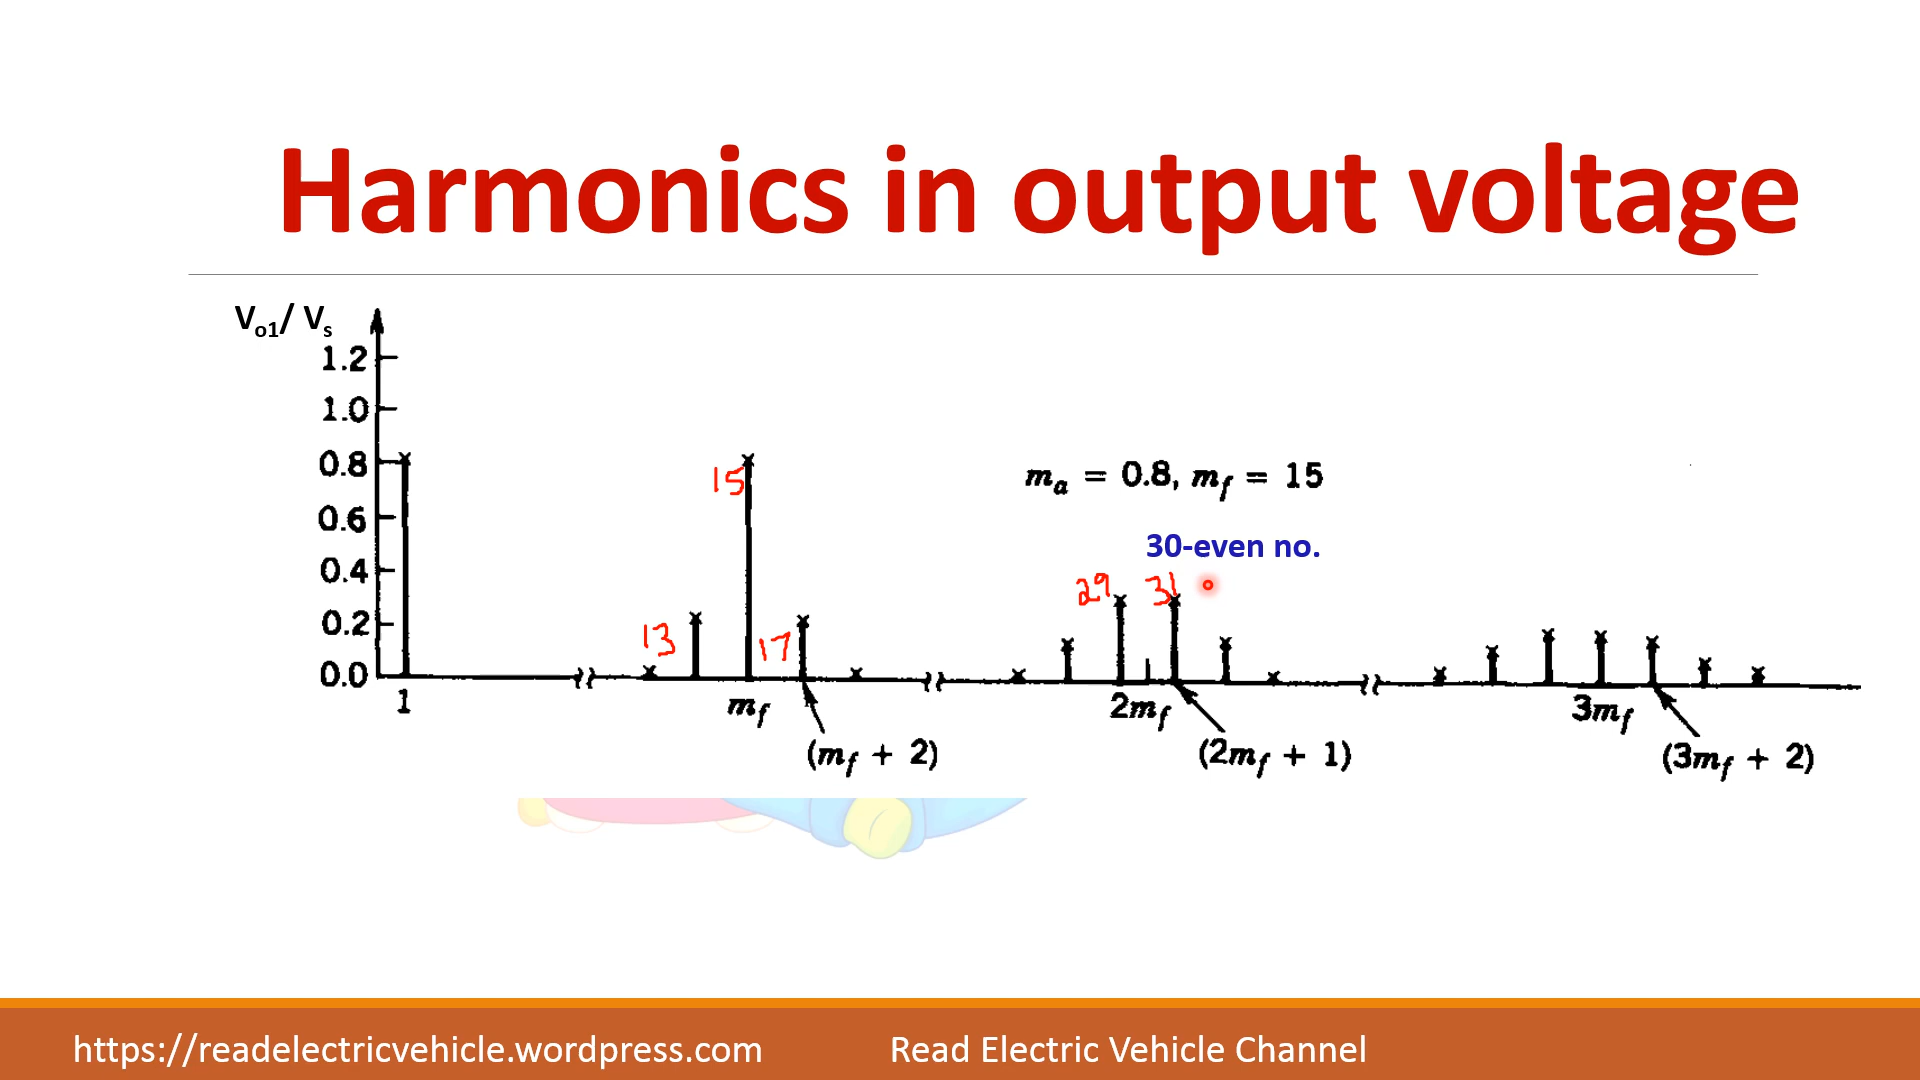 Harmonics in output voltage
Vo1/ Vs
1.2
1.0
0.8
0.6
0.4
0.2
0.0
15
13
17
29
31
ma = 0.8, mf = 15
30-even no.
1
mf
2mf
3mf
(mf + 2)
(2mf + 1)
(3mf + 2)
https://readelectricvehicle.wordpress.com
Read Electric Vehicle Channel